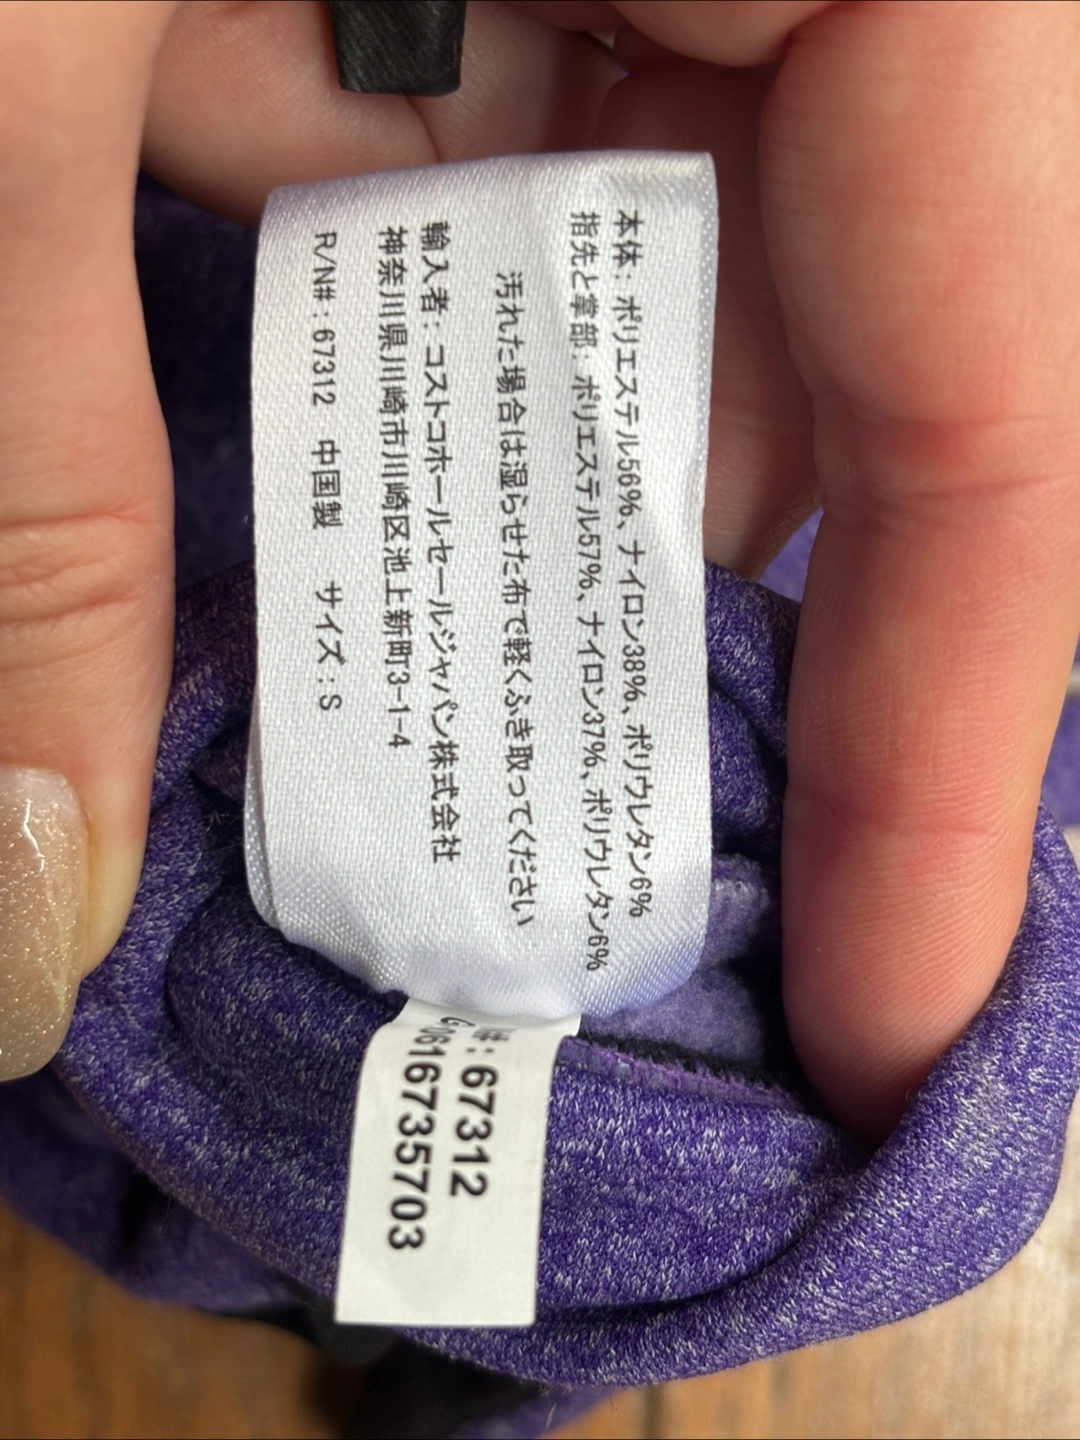 本体: ポリエステル56%、ナイロン38%、ポリウレタン6%
指先と掌部: ポリエステル57%、ナイロン37%、ポリウレタン6%
汚れた場合は湿らせた布で軽くふき取ってください
輸入者: コストコホールセールジャパン株式会社
神奈川県川崎市川崎区池上新町3-1-4
R/N#: 67312 中国製 サイズ: S
#: 67312
G0616735703